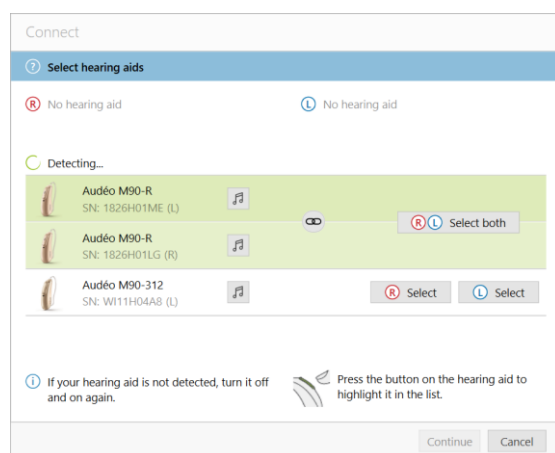 Connect
? Select hearing aids
R No hearing aid
L No hearing aid
Detecting...
Audéo M90-R
SN: 1826H01ME (L)
Audéo M90-R
SN: 1826H01LG (R)
R L Select both
Audéo M90-312
SN: WI11H04A8 (L)
R Select
L Select
i If your hearing aid is not detected, turn it off
and on again.
Press the button on the hearing aid to
highlight it in the list.
Continue
Cancel